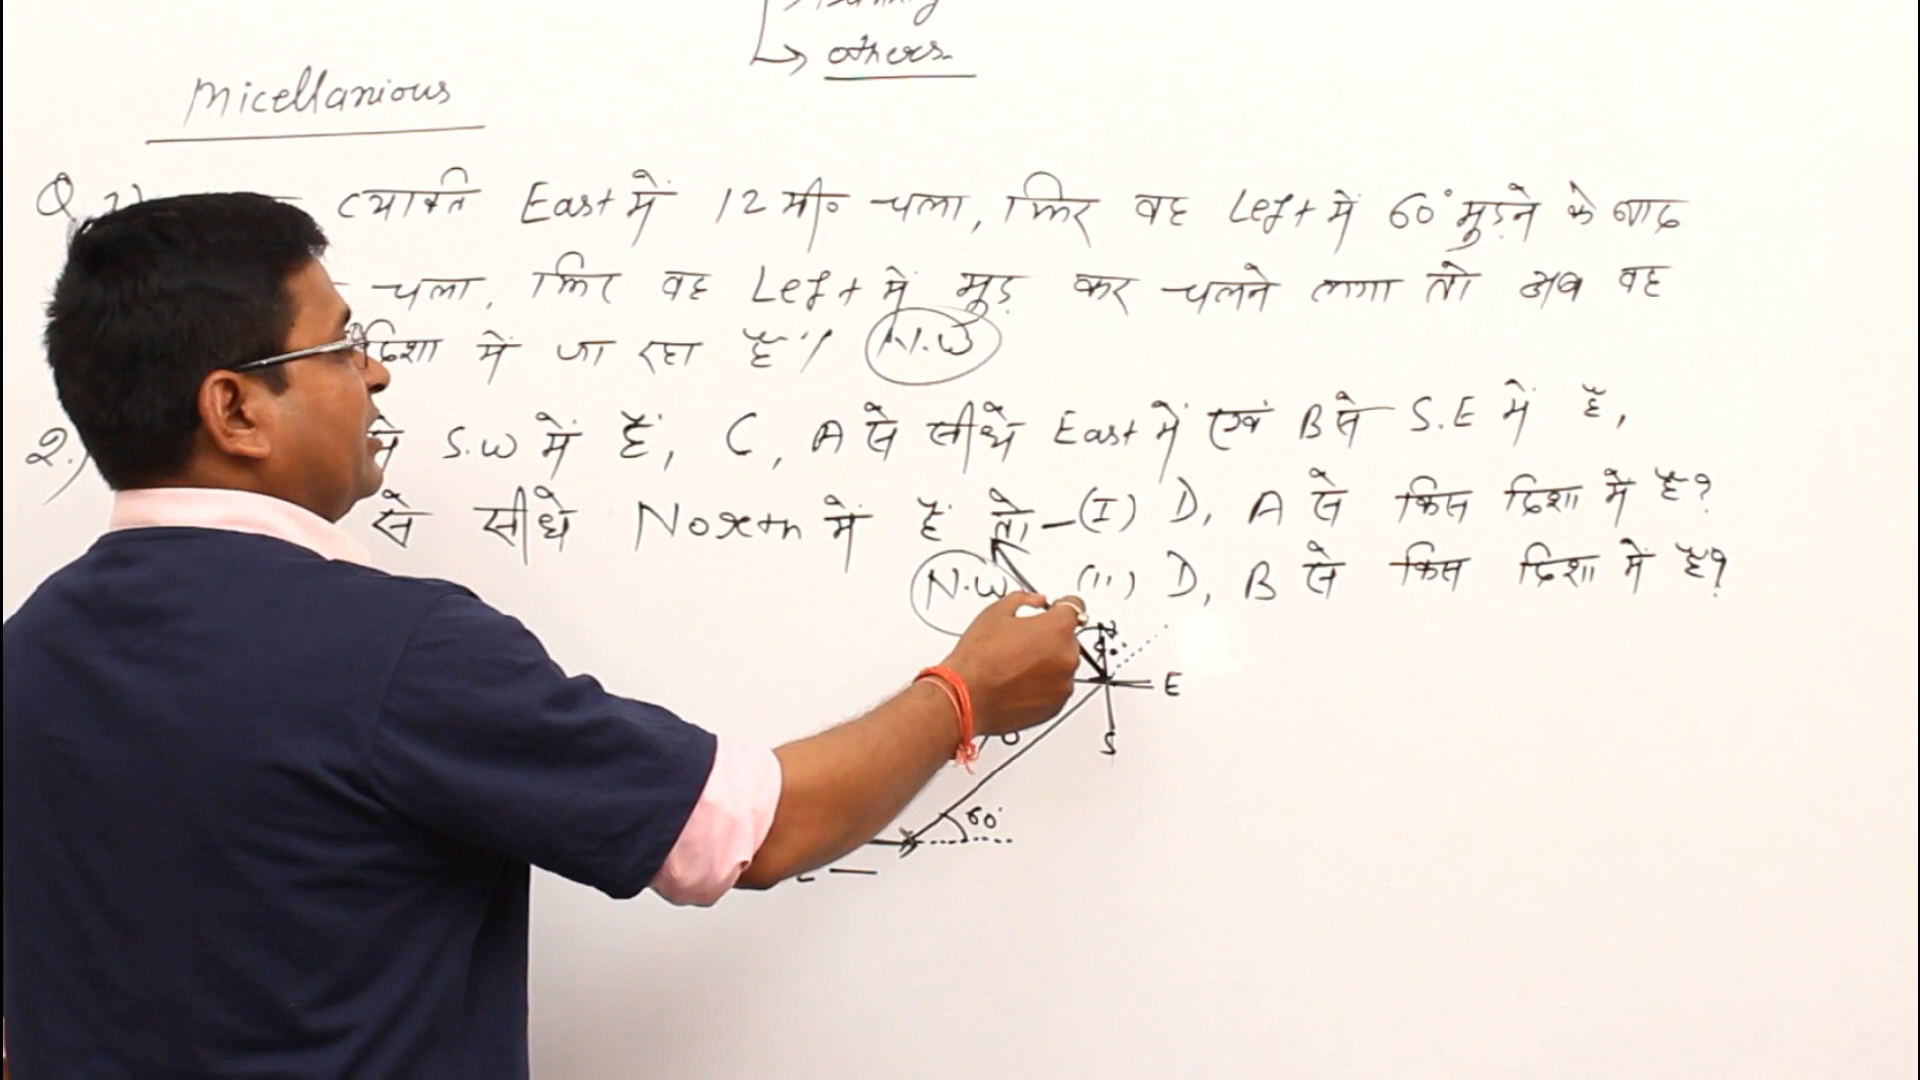 others
Micellanious
Q. 1) व्यक्ति East में 12 मी० चला, फिर वह Left में 60° मुड़ने के बाद
चला, फिर वह Left में मुड़ कर चलने लगा तो अब वह
दिशा में जा रहा है? N.W
2.) से S.W में है, C, A से सीधे East में एवं B से S.E में है,
से सीधे North में है तो - (I) D, A से किस दिशा में है?
N.W (ii) D, B से किस दिशा में है?
E
S
60°